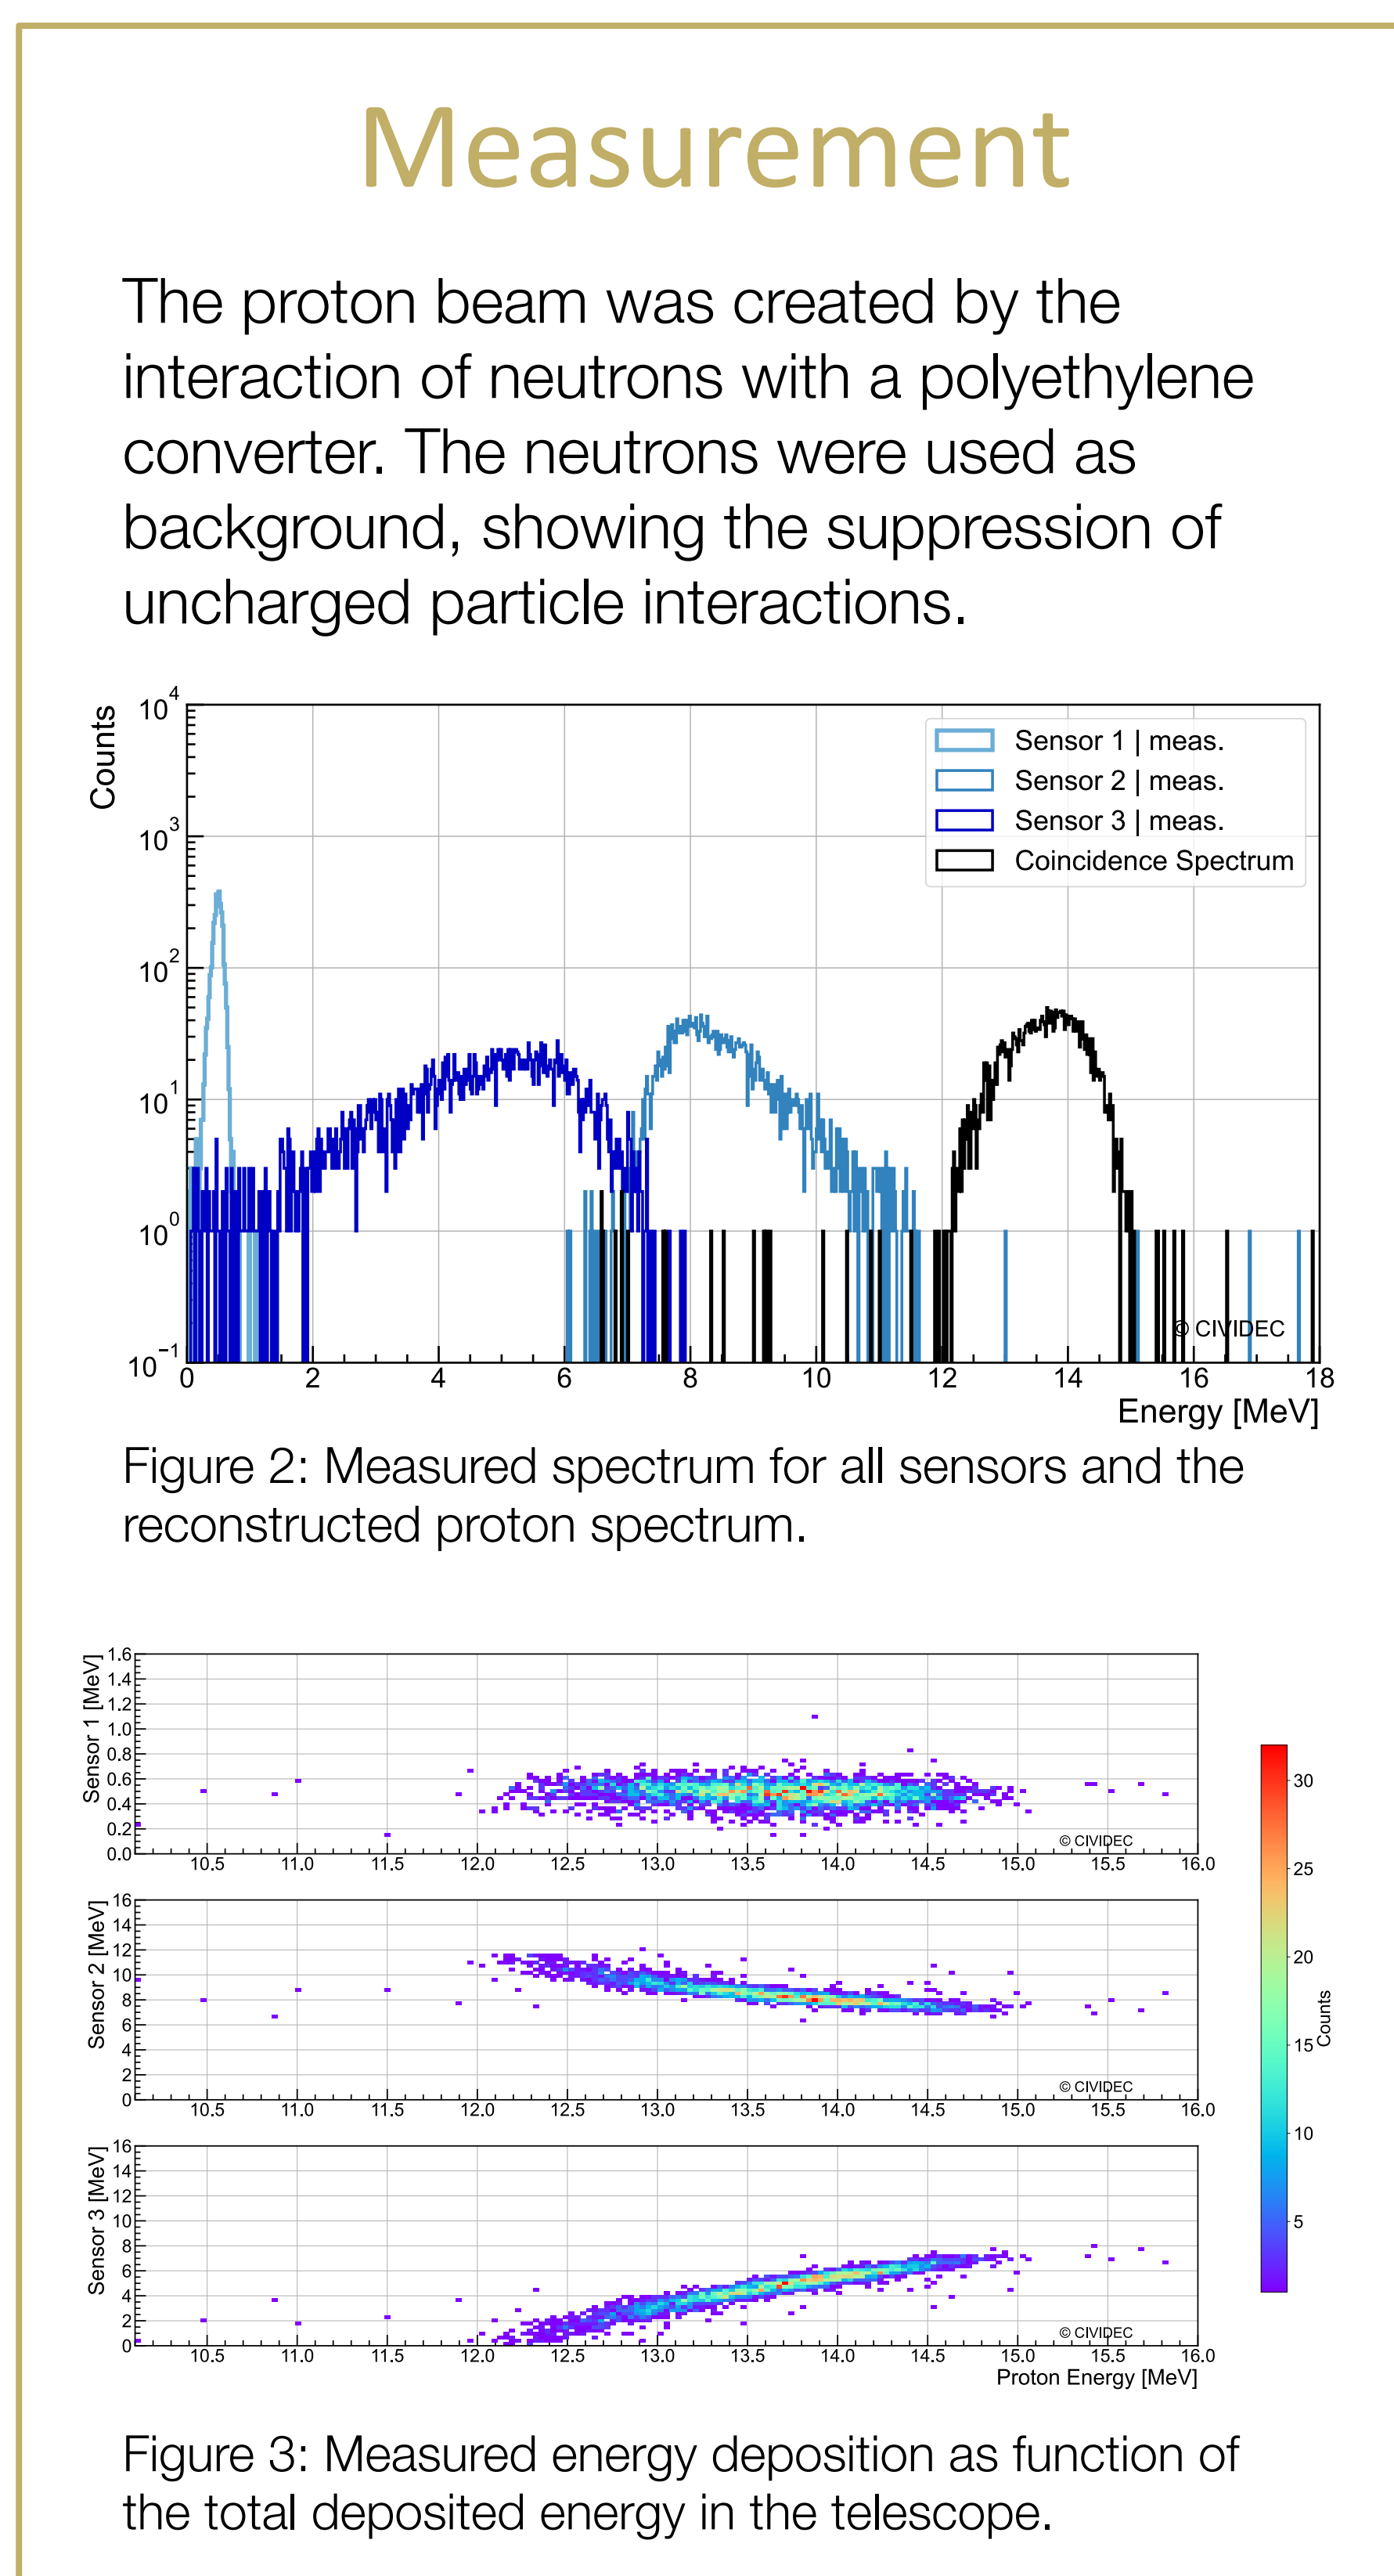 Measurement
The proton beam was created by the
interaction of neutrons with a polyethylene
converter. The neutrons were used as
background, showing the suppression of
uncharged particle interactions.
Counts
10^4
10^3
10^2
10^1
10^0
10^-1
Sensor 1 | meas.
Sensor 2 | meas.
Sensor 3 | meas.
Coincidence Spectrum
© CIVIDEC
0 2 4 6 8 10 12 14 16 18
Energy [MeV]
Figure 2: Measured spectrum for all sensors and the
reconstructed proton spectrum.
Sensor 1 [MeV]
1.6
1.4
1.2
1.0
0.8
0.6
0.4
0.2
0.0
© CIVIDEC
10.5 11.0 11.5 12.0 12.5 13.0 13.5 14.0 14.5 15.0 15.5 16.0
Sensor 2 [MeV]
16
14
12
10
8
6
4
2
0
© CIVIDEC
10.5 11.0 11.5 12.0 12.5 13.0 13.5 14.0 14.5 15.0 15.5 16.0
Sensor 3 [MeV]
16
14
12
10
8
6
4
2
0
© CIVIDEC
10.5 11.0 11.5 12.0 12.5 13.0 13.5 14.0 14.5 15.0 15.5 16.0
Proton Energy [MeV]
30
25
20
15
10
5
Counts
Figure 3: Measured energy deposition as function of
the total deposited energy in the telescope.